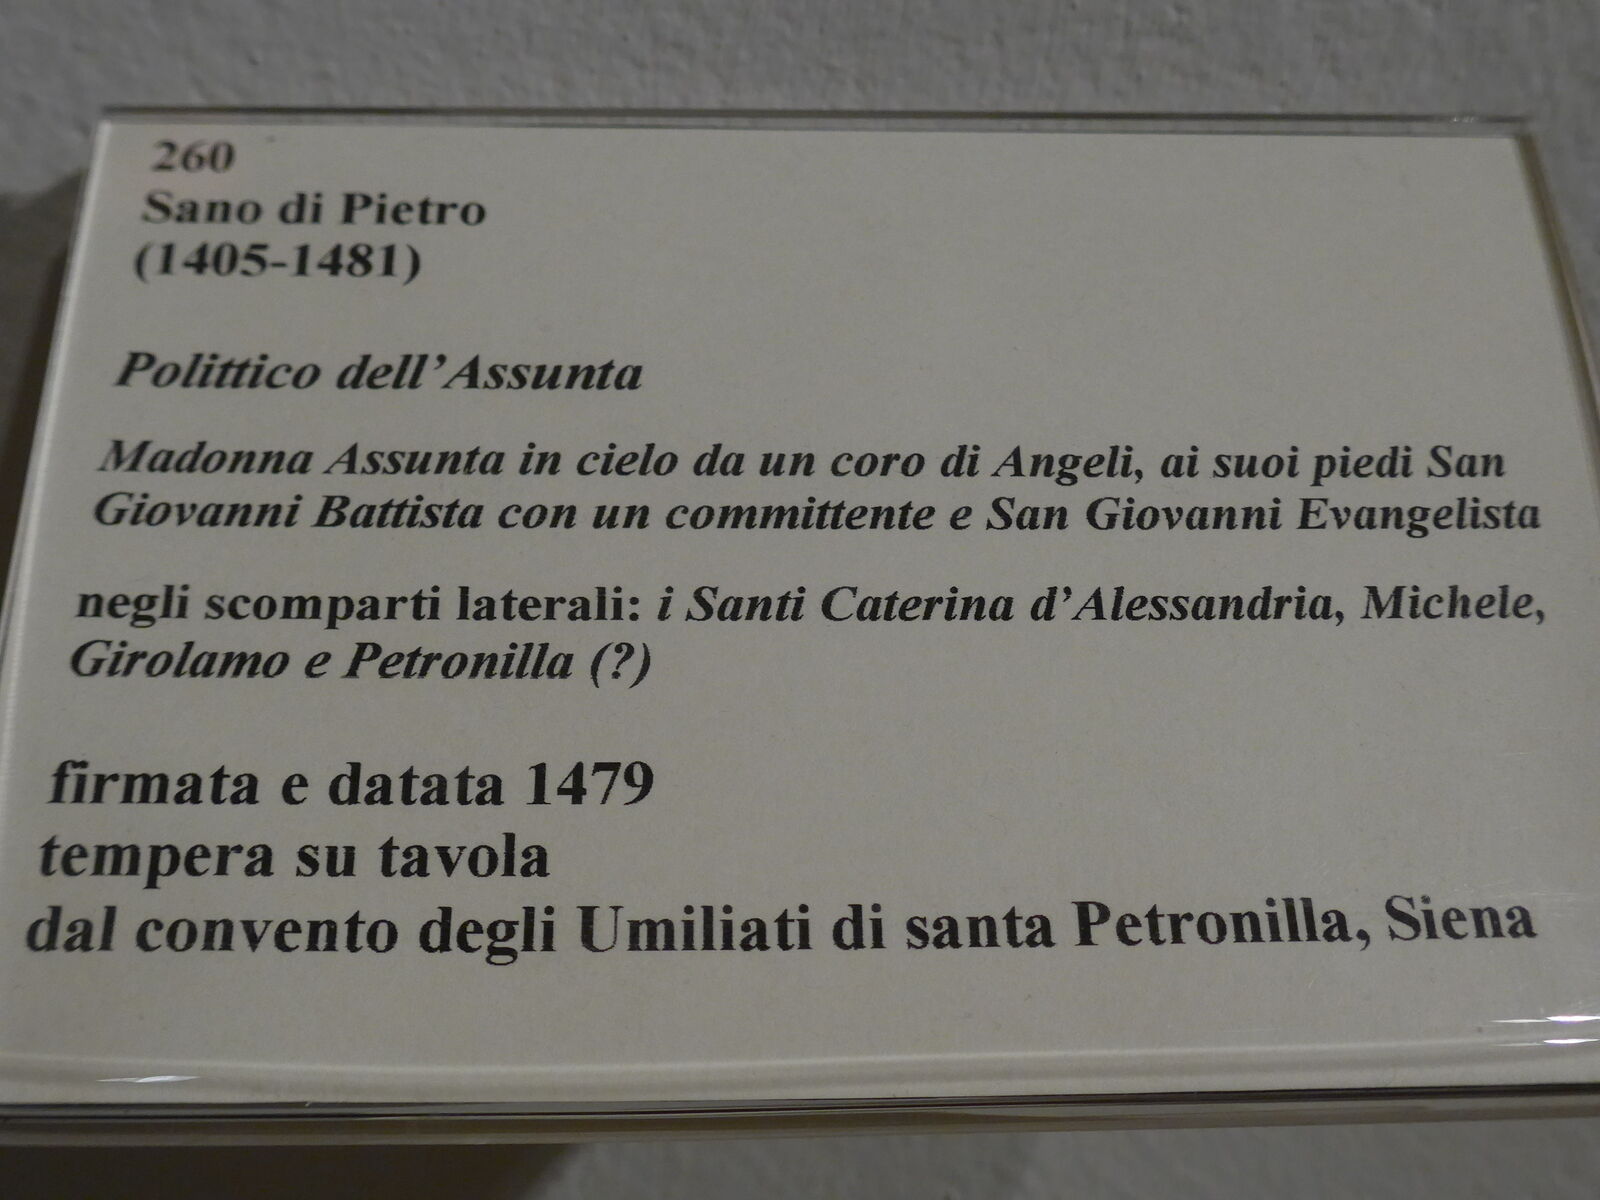 260
Sano di Pietro
(1405-1481)
Polittico dell’Assunta
Madonna Assunta in cielo da un coro di Angeli, ai suoi piedi San
Giovanni Battista con un committente e San Giovanni Evangelista
negli scomparti laterali: i Santi Caterina d’Alessandria, Michele,
Girolamo e Petronilla (?)
firmata e datata 1479
tempera su tavola
dal convento degli Umiliati di santa Petronilla, Siena